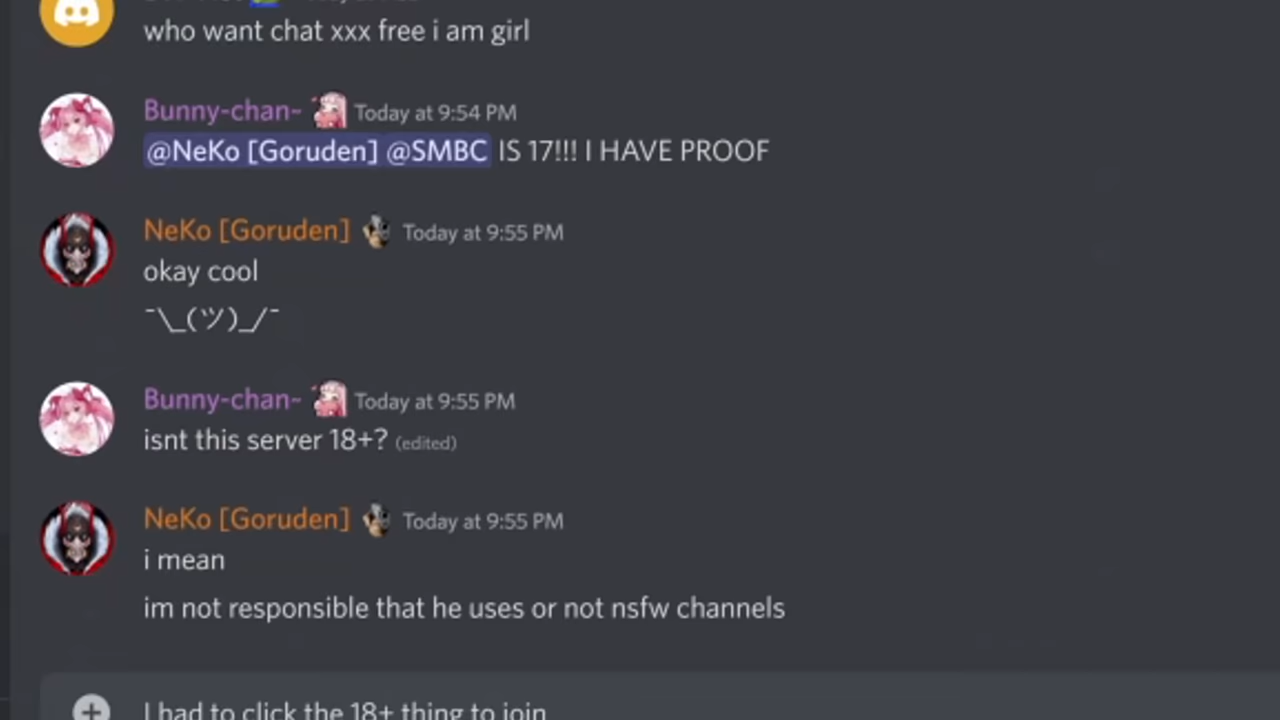 who want chat xxx free i am girl
Bunny-chan~ Today at 9:54 PM
@NeKo [Goruden] @SMBC IS 17!!! I HAVE PROOF
NeKo [Goruden] Today at 9:55 PM
okay cool
¯\_(ツ)_/¯
Bunny-chan~ Today at 9:55 PM
isnt this server 18+? (edited)
NeKo [Goruden] Today at 9:55 PM
i mean
im not responsible that he uses or not nsfw channels
I had to click the 18+ thing to join